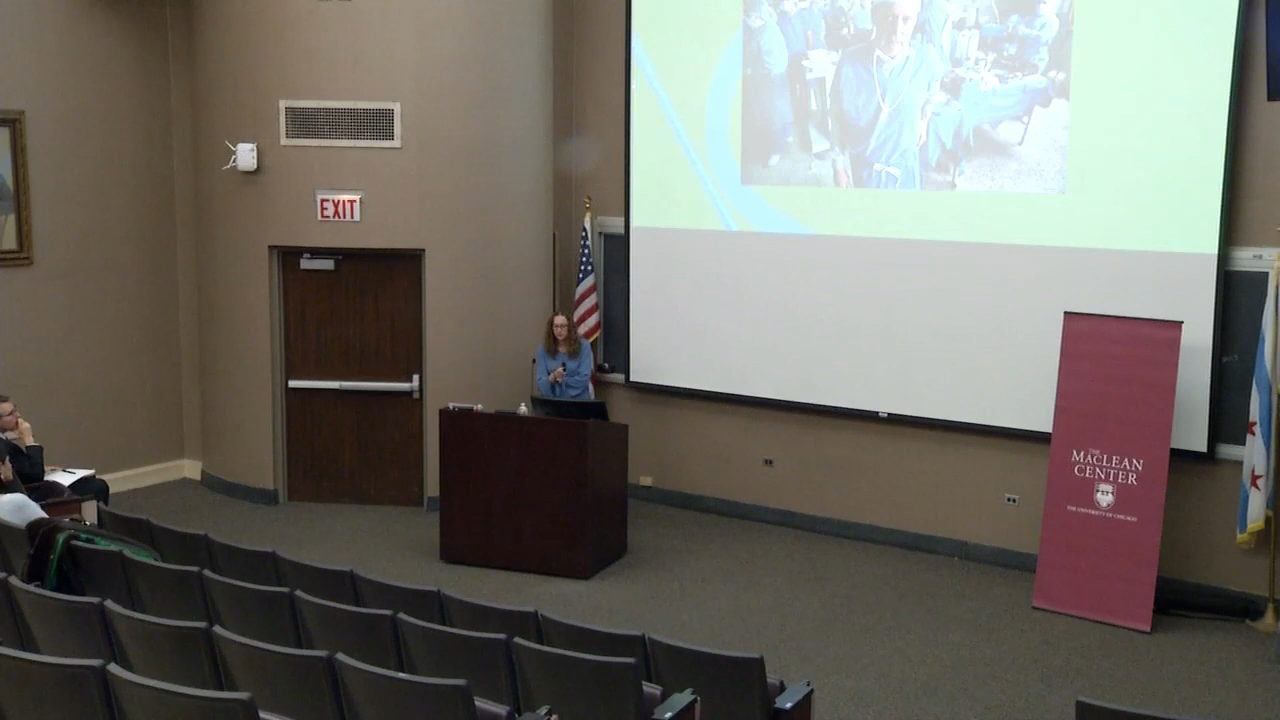 EXIT
THE
MACLEAN
CENTER
THE UNIVERSITY OF CHICAGO